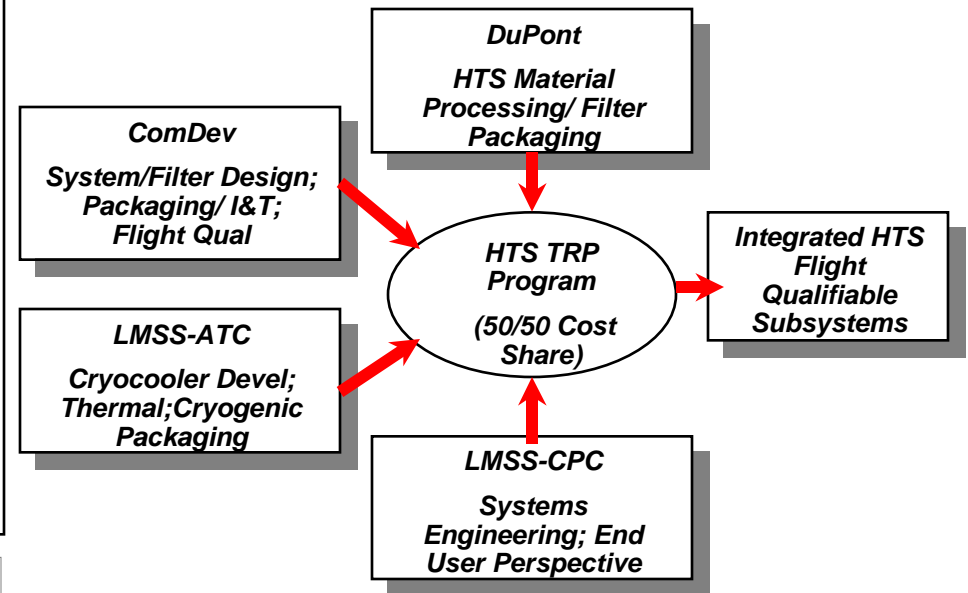 DuPont
HTS Material
Processing/ Filter
Packaging
ComDev
System/Filter Design;
Packaging/ I&T;
Flight Qual
HTS TRP
Program
(50/50 Cost
Share)
Integrated HTS
Flight
Qualifiable
Subsystems
LMSS-ATC
Cryocooler Devel;
Thermal;Cryogenic
Packaging
LMSS-CPC
Systems
Engineering; End
User Perspective